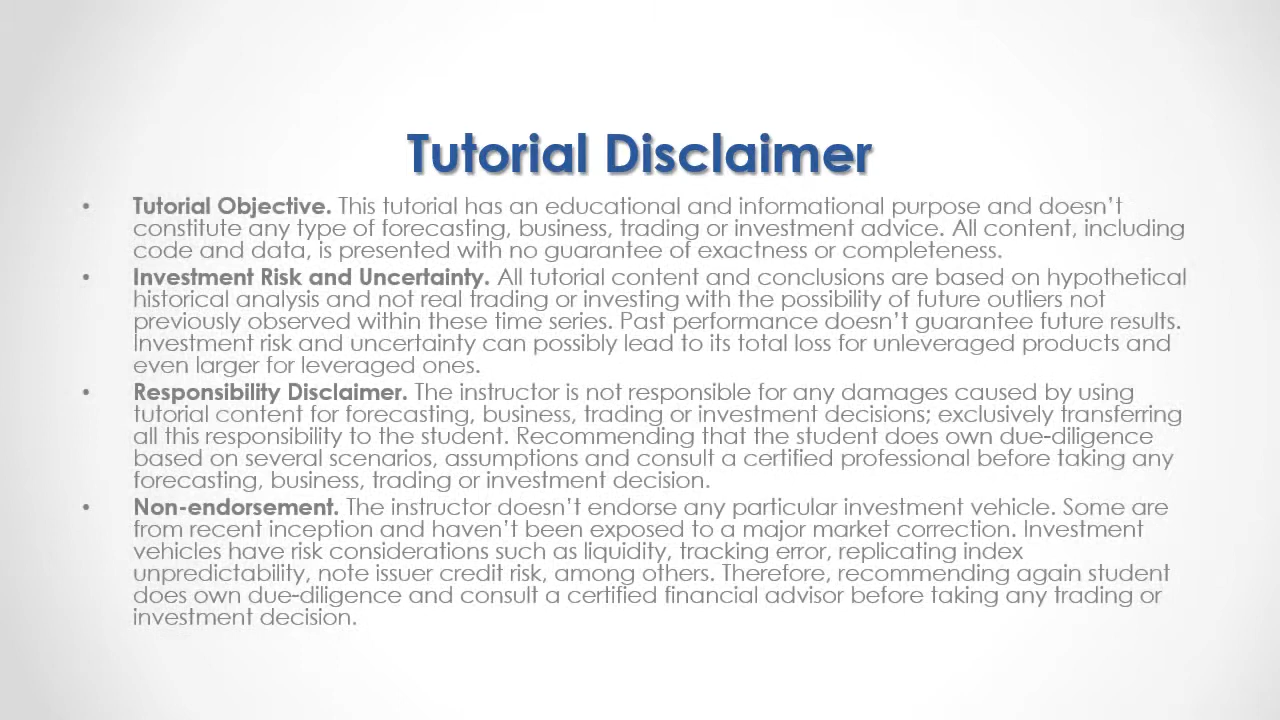 Tutorial Disclaimer
• Tutorial Objective. This tutorial has an educational and informational purpose and doesn't
constitute any type of forecasting, business, trading or investment advice. All content, including
code and data, is presented with no guarantee of exactness or completeness.
• Investment Risk and Uncertainty. All tutorial content and conclusions are based on hypothetical
historical analysis and not real trading or investing with the possibility of future outliers not
previously observed within these time series. Past performance doesn't guarantee future results.
Investment risk and uncertainty can possibly lead to its total loss for unleveraged products and
even larger for leveraged ones.
• Responsibility Disclaimer. The instructor is not responsible for any damages caused by using
tutorial content for forecasting, business, trading or investment decisions; exclusively transferring
all this responsibility to the student. Recommending that the student does own due-diligence
based on several scenarios, assumptions and consult a certified professional before taking any
forecasting, business, trading or investment decision.
• Non-endorsement. The instructor doesn't endorse any particular investment vehicle. Some are
from recent inception and haven't been exposed to a major market correction. Investment
vehicles have risk considerations such as liquidity, tracking error, replicating index
unpredictability, note issuer credit risk, among others. Therefore, recommending again student
does own due-diligence and consult a certified financial advisor before taking any trading or
investment decision.